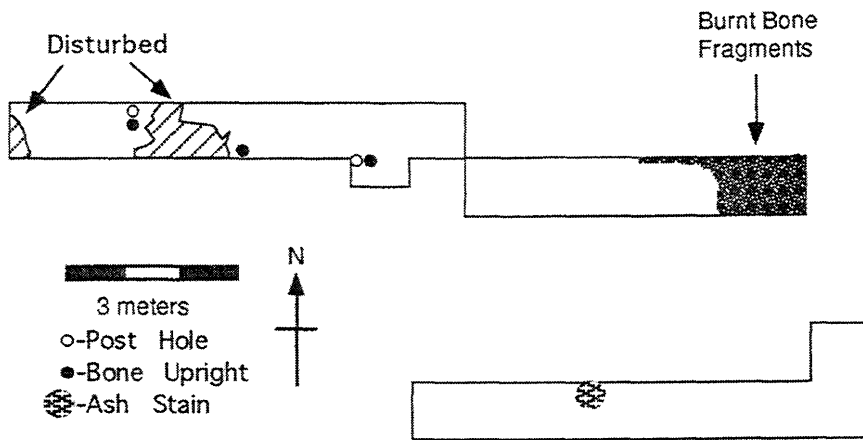 Disturbed
Burnt Bone
Fragments
N
3 meters
-Post Hole
-Bone Upright
-Ash Stain